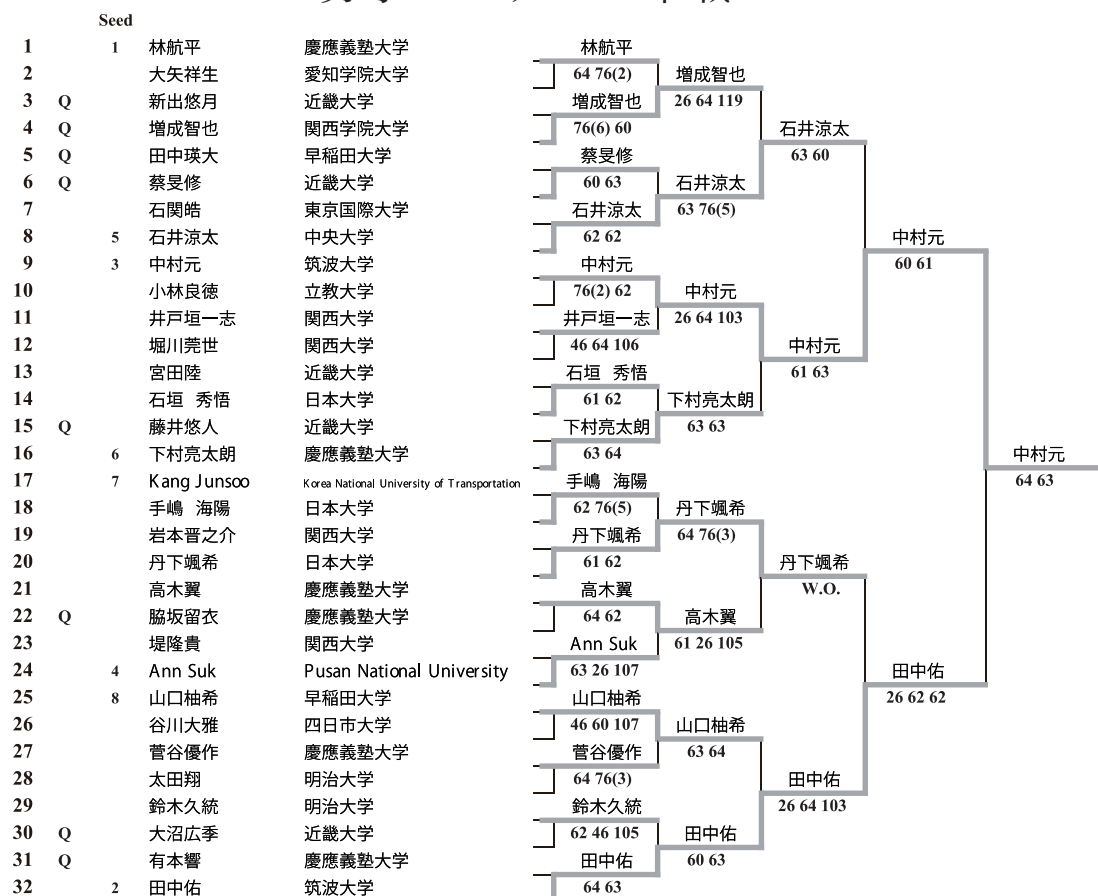 Seed
1 1 林航平 慶應義塾大学
2 大矢祥生 愛知学院大学
3 Q 新出悠月 近畿大学
4 Q 増成智也 関西学院大学
5 Q 田中瑛大 早稲田大学
6 Q 蔡旻修 近畿大学
7 石関皓 東京国際大学
8 5 石井涼太 中央大学
9 3 中村元 筑波大学
10 小林良徳 立教大学
11 井戸垣一志 関西大学
12 堀川莞世 関西大学
13 宮田陸 近畿大学
14 石垣 秀悟 日本大学
15 Q 藤井悠人 近畿大学
16 6 下村亮太朗 慶應義塾大学
17 7 Kang Junsoo Korea National University of Transportation
18 手嶋 海陽 日本大学
19 岩本晋之介 関西大学
20 丹下颯希 日本大学
21 高木翼 慶應義塾大学
22 Q 脇坂留衣 慶應義塾大学
23 堤隆貴 関西大学
24 4 Ann Suk Pusan National University
25 8 山口柚希 早稲田大学
26 谷川大雅 四日市大学
27 菅谷優作 慶應義塾大学
28 太田翔 明治大学
29 鈴木久統 明治大学
30 Q 大沼広季 近畿大学
31 Q 有本響 慶應義塾大学
32 2 田中佑 筑波大学
林航平
64 76(2)
増成智也
76(6) 60
蔡旻修
60 63
石井涼太
62 62
中村元
76(2) 62
井戸垣一志
46 64 106
石垣 秀悟
61 62
下村亮太朗
63 64
手嶋 海陽
62 76(5)
丹下颯希
61 62
高木翼
64 62
Ann Suk
63 26 107
山口柚希
46 60 107
菅谷優作
64 76(3)
鈴木久統
62 46 105
田中佑
64 63
増成智也
26 64 119
石井涼太
63 76(5)
中村元
26 64 103
下村亮太朗
63 63
丹下颯希
64 76(3)
高木翼
61 26 105
山口柚希
63 64
田中佑
60 63
石井涼太
63 60
中村元
61 63
丹下颯希
W.O.
田中佑
26 64 103
中村元
60 61
田中佑
26 62 62
中村元
64 63